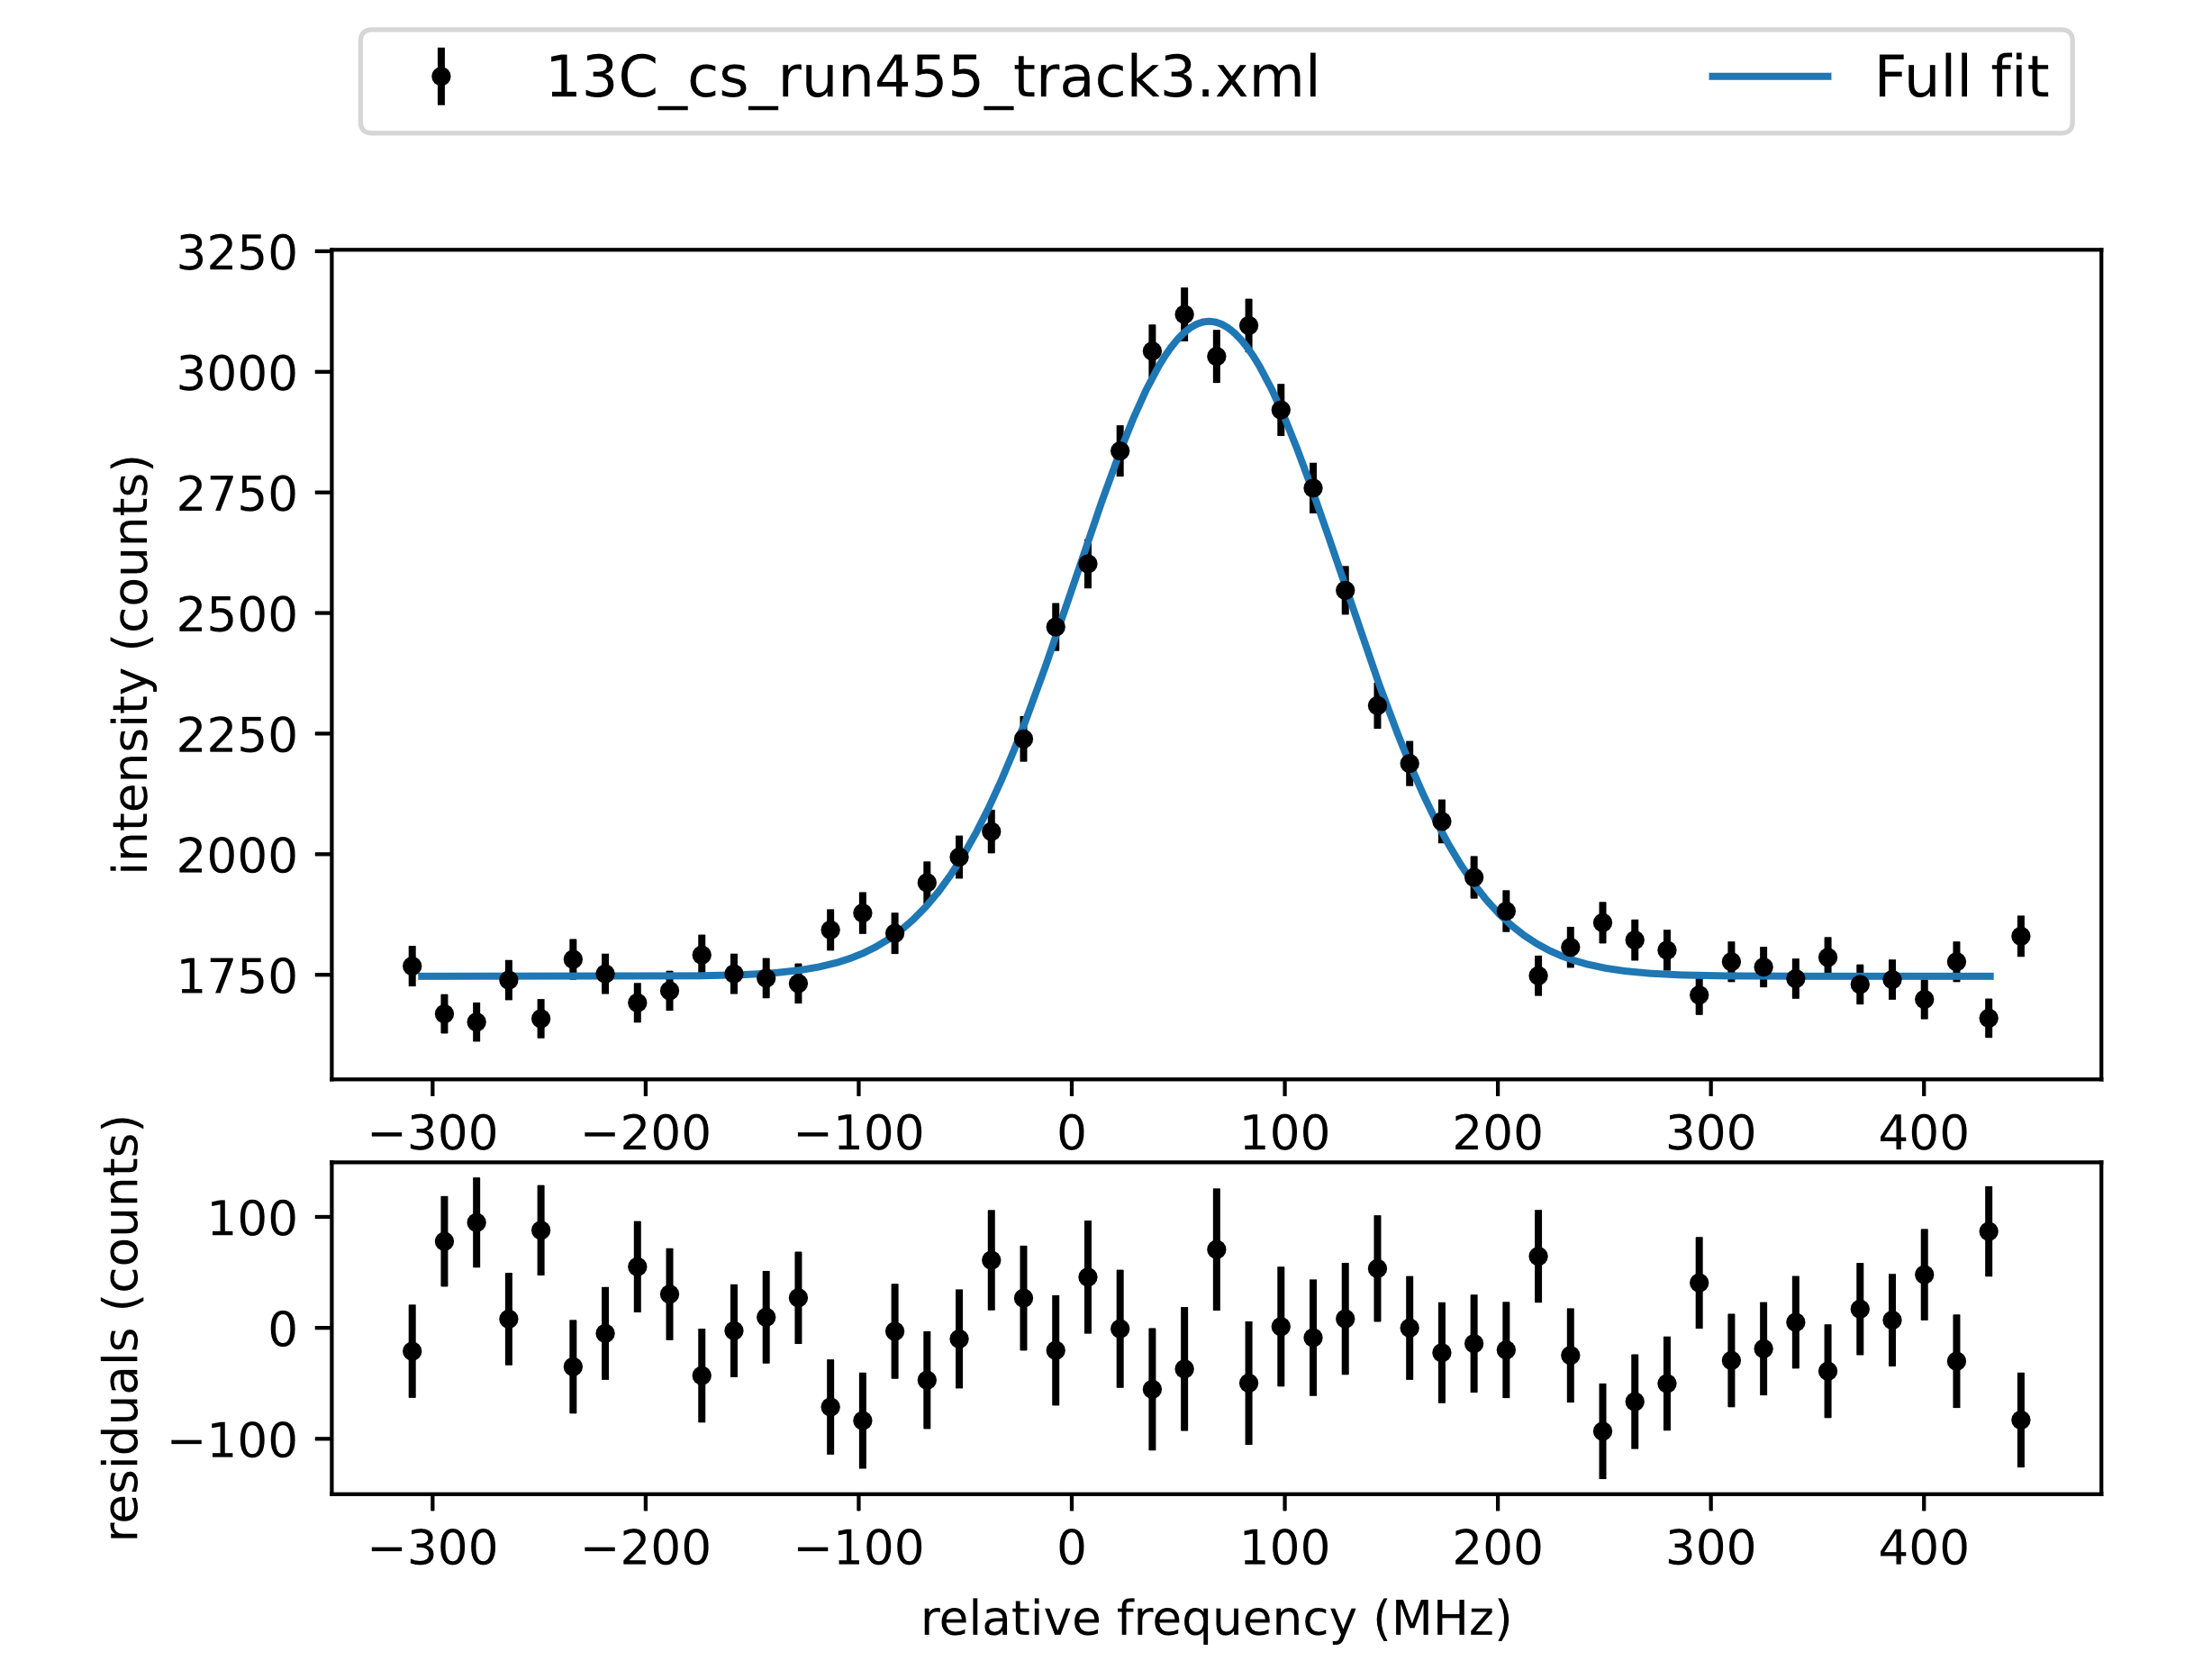 13C_cs_run455_track3.xml Full fit
3250
3000
2750
2500
2250
2000
1750
intensity (counts)
−300 −200 −100 0 100 200 300 400
100
0
−100
residuals (counts)
−300 −200 −100 0 100 200 300 400
relative frequency (MHz)